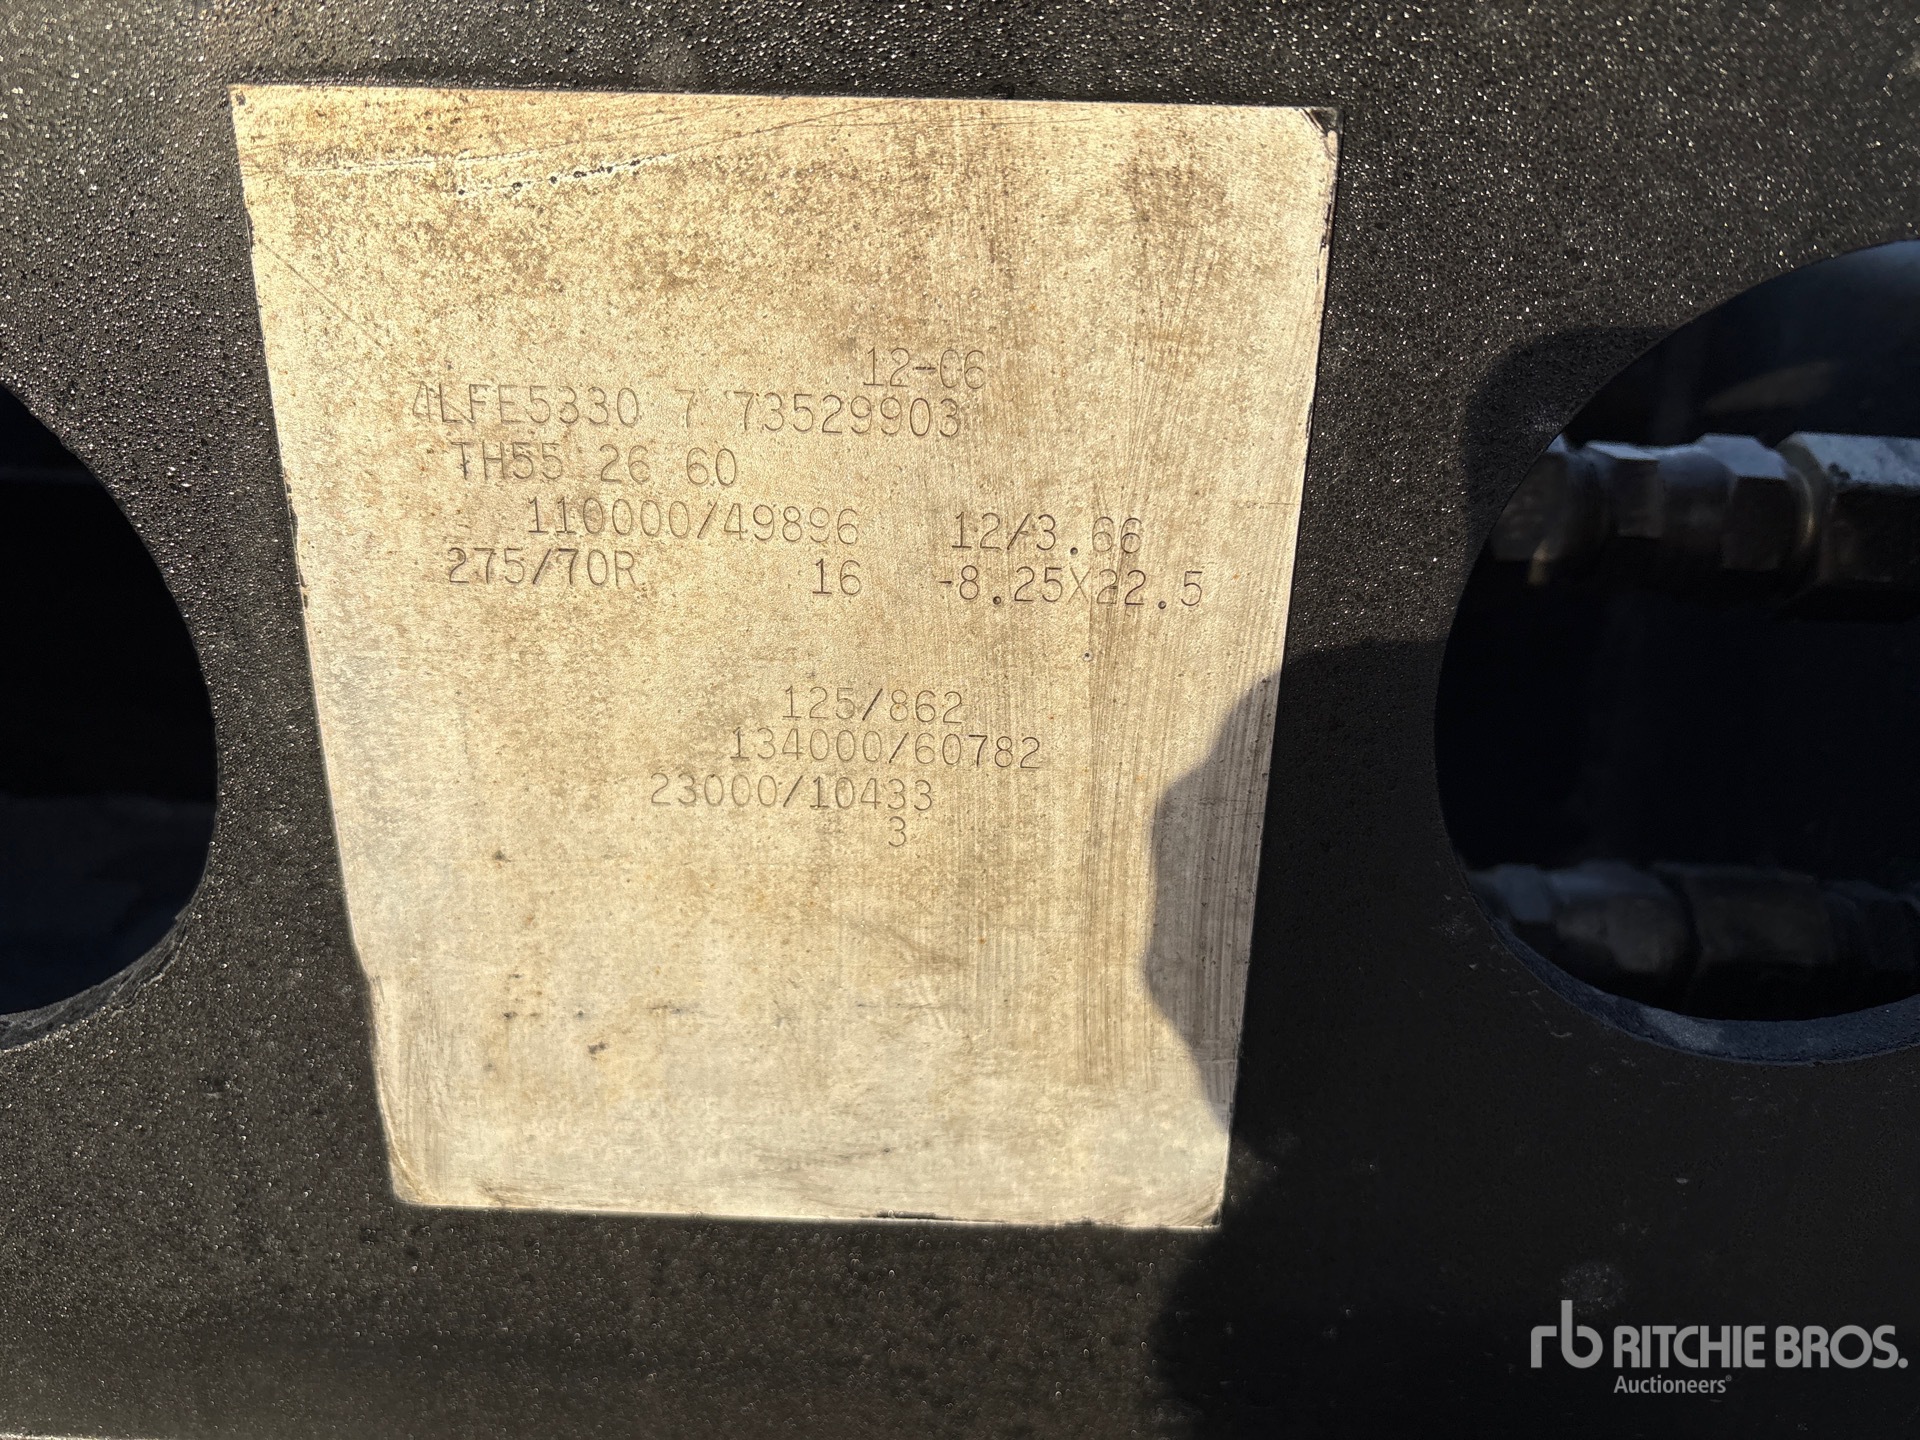 12-06
4LFE5330 7 73529903
TH55 26 60
110000/49896 12/3.66
275/70R 16 -8.25X22.5
125/862
134000/60782
23000/10433
3
rb RITCHIE BROS.
Auctioneers®